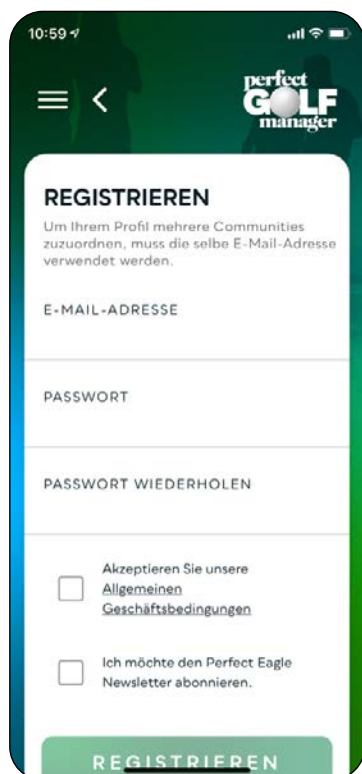 10:59
perfect
GOLF
manager
REGISTRIEREN
Um Ihrem Profil mehrere Communities
zuzuordnen, muss die selbe E-Mail-Adresse
verwendet werden.
E-MAIL-ADRESSE
PASSWORT
PASSWORT WIEDERHOLEN
Akzeptieren Sie unsere
Allgemeinen
Geschäftsbedingungen
Ich möchte den Perfect Eagle
Newsletter abonnieren.
REGISTRIEREN